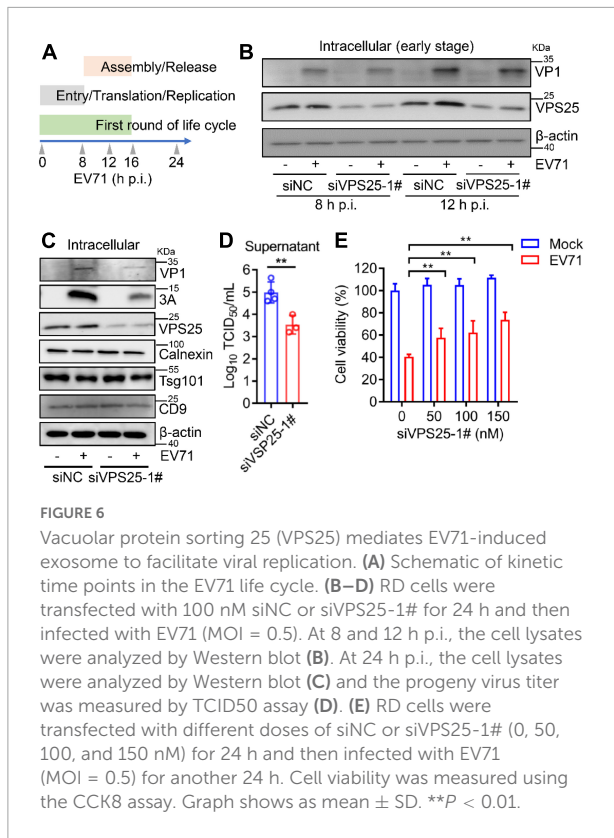 A
Assembly/Release
Entry/Translation/Replication
First round of life cycle
0 8 12 16 24
EV71 (h p.i.)
B
Intracellular (early stage)
KDa
35
VP1
25
VPS25
β-actin
40
- + - + - + - + EV71
siNC siVPS25-1# siNC siVPS25-1#
8 h p.i. 12 h p.i.
C
Intracellular
KDa
35
VP1
15
3A
25
VPS25
100
Calnexin
55
Tsg101
25
CD9
β-actin
40
- + - + EV71
siNC siVPS25-1#
D
Supernatant
**
Log10 TCID50/mL
6
5
4
3
2
1
0
siNC
siVSP25-1#
E
Mock
EV71
**
**
**
Cell viability (%)
120
100
80
60
40
20
0
0 50 100 150
siVPS25-1# (nM)
FIGURE 6
Vacuolar protein sorting 25 (VPS25) mediates EV71-induced
exosome to facilitate viral replication. (A) Schematic of kinetic
time points in the EV71 life cycle. (B–D) RD cells were
transfected with 100 nM siNC or siVPS25-1# for 24 h and then
infected with EV71 (MOI = 0.5). At 8 and 12 h p.i., the cell lysates
were analyzed by Western blot (B). At 24 h p.i., the cell lysates
were analyzed by Western blot (C) and the progeny virus titer
was measured by TCID50 assay (D). (E) RD cells were
transfected with different doses of siNC or siVPS25-1# (0, 50,
100, and 150 nM) for 24 h and then infected with EV71
(MOI = 0.5) for another 24 h. Cell viability was measured using
the CCK8 assay. Graph shows as mean ± SD. **P < 0.01.